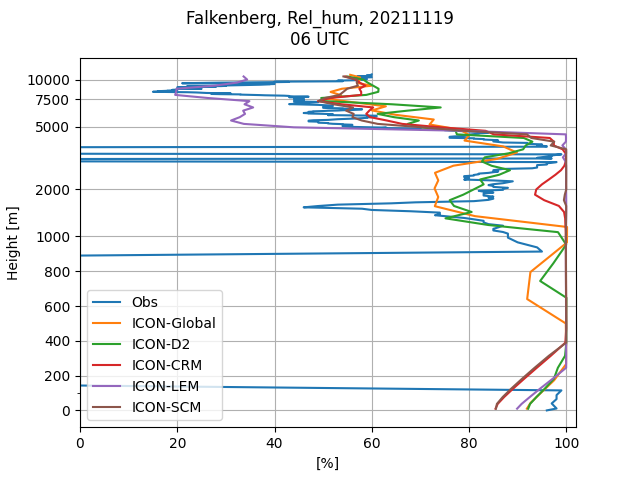 Falkenberg, Rel_hum, 20211119
06 UTC
Height [m]
10000
7500
5000
2000
1000
800
600
400
200
0
Obs
ICON-Global
ICON-D2
ICON-CRM
ICON-LEM
ICON-SCM
0 20 40 60 80 100
[%]